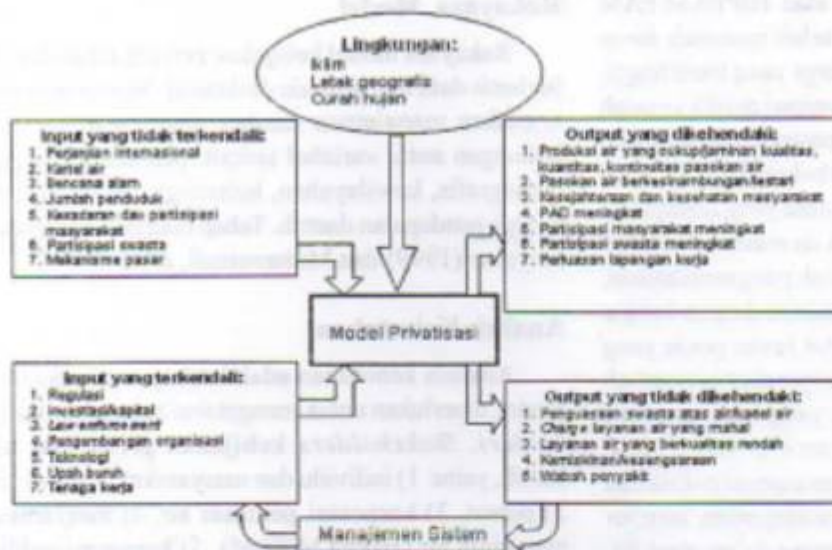 Lingkungan:
Iklim
Letak geografis
Curah hujan
Input yang tidak terkendali:
1. Perjanjian internasional
2. Kartel air
3. Bencana alam
4. Jumlah penduduk
5. Kesadaran dan partisipasi
masyarakat
6. Partisipasi swasta
7. Mekanisme pasar
Output yang dikehendaki:
1. Produksi air yang cukup/jaminan kualitas,
kuantitas, kontinuitas pasokan air
2. Pasokan air berkesinambungan/lestari
3. Kesejahteraan dan kesehatan masyarakat
4. PAD meningkat
5. Partisipasi masyarakat meningkat
6. Partisipasi swasta meningkat
7. Perluasan lapangan kerja
Model Privatisasi
Input yang terkendali:
1. Regulasi
2. Investasi/kapital
3. Law enforcement
4. Pengembangan organisasi
5. Teknologi
6. Upah buruh
7. Tenaga kerja
Output yang tidak dikehendaki:
1. Penguasaan swasta atas air/kartel air
2. Charge layanan air yang mahal
3. Layanan air yang berkualitas rendah
4. Kemiskinan/kesengsaraan
5. Wabah penyakit
Manajemen Sistem